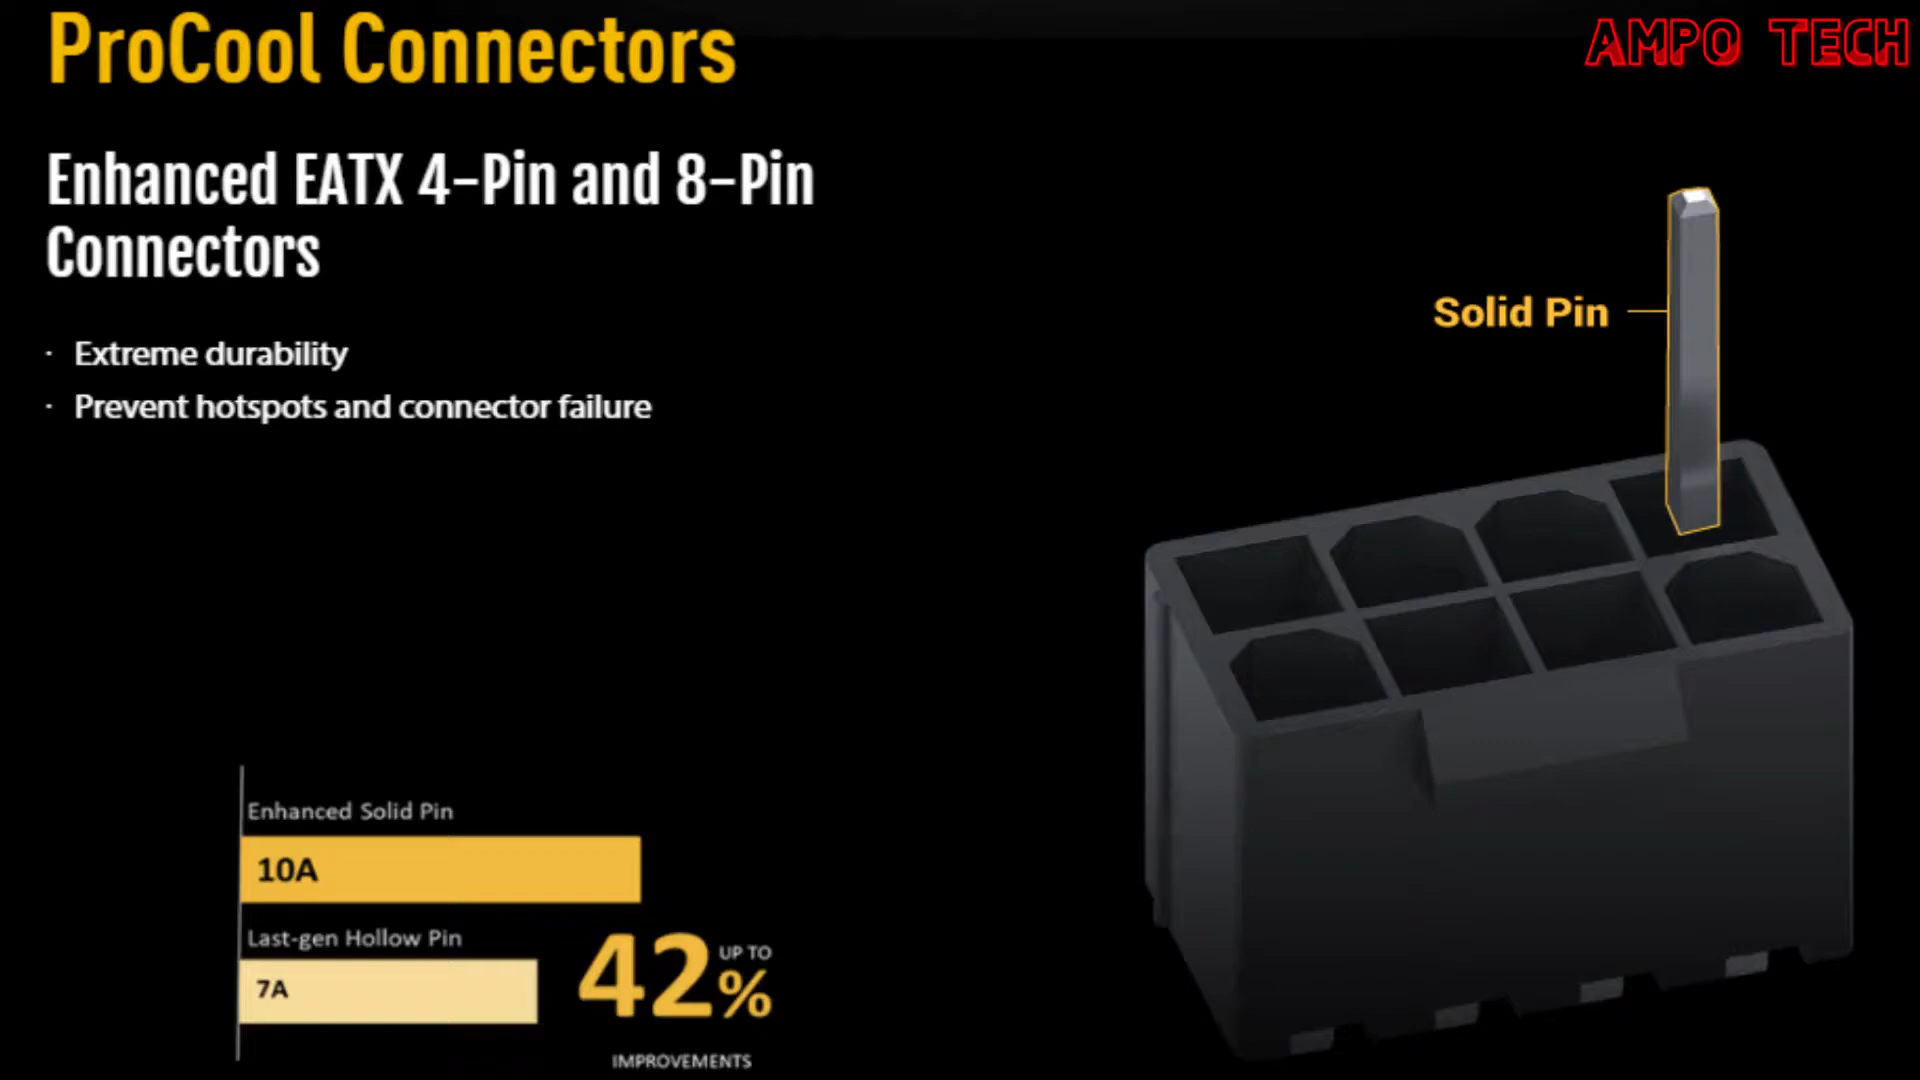 ProCool Connectors
AMPO TECH
Enhanced EATX 4-Pin and 8-Pin
Connectors
· Extreme durability
· Prevent hotspots and connector failure
Solid Pin
Enhanced Solid Pin
10A
Last-gen Hollow Pin
7A
42%
UP TO
IMPROVEMENTS